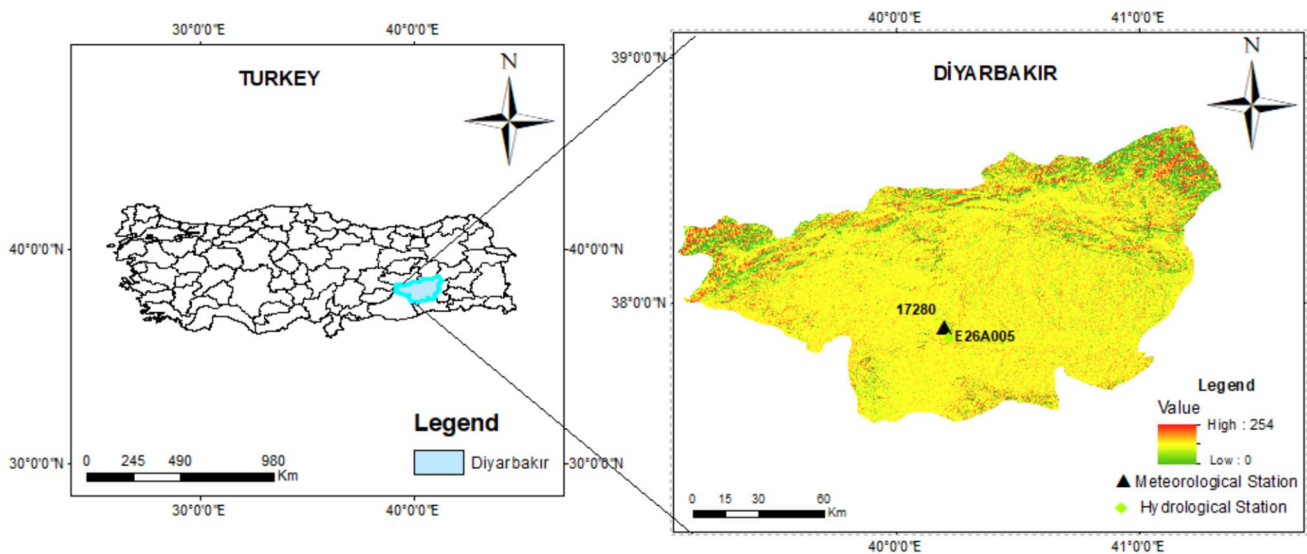 30°0'0"E
40°0'0"E
TURKEY
N
40°0'0"N
40°0'0"N
30°0'0"N
30°0'0"N
Legend
Diyarbakır
0 245 490 980
Km
30°0'0"E
40°0'0"E
40°0'0"E
41°0'0"E
39°0'0"N
DİYARBAKIR
N
38°0'0"N
17280
E26A005
Legend
Value
High : 254
Low : 0
Meteorological Station
Hydrological Station
0 15 30 60
Km
40°0'0"E
41°0'0"E